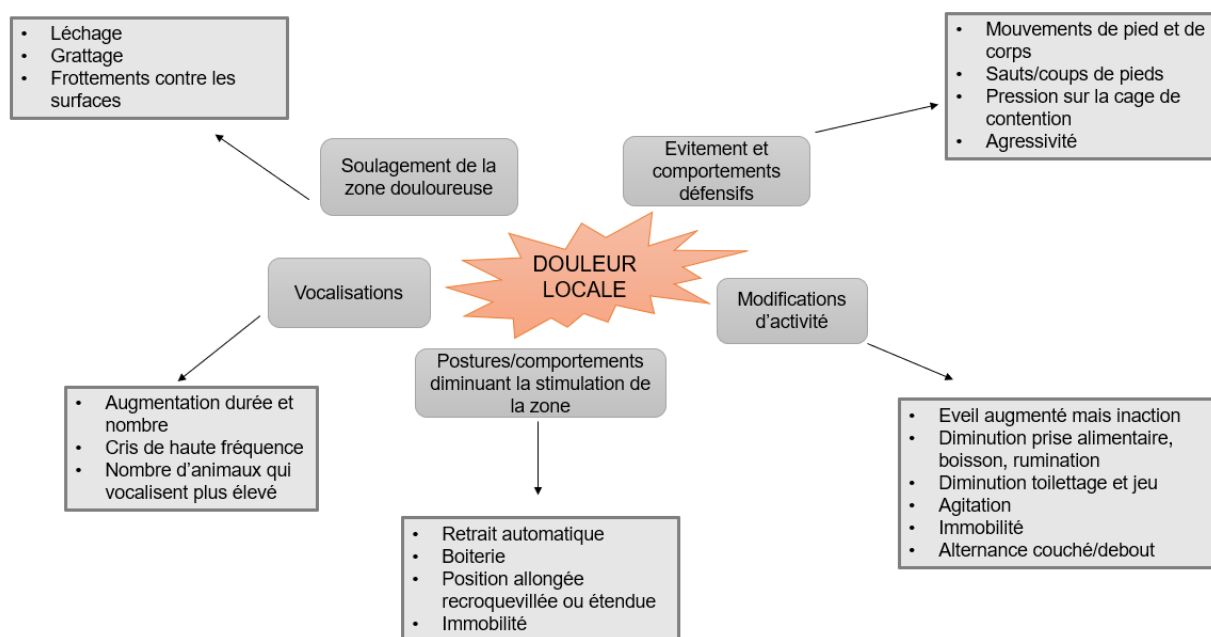 • Léchage
• Grattage
• Frottements contre les
surfaces
• Mouvements de pied et de
corps
• Sauts/coups de pieds
• Pression sur la cage de
contention
• Agressivité
Soulagement de la
zone douloureuse
Evitement et
comportements
défensifs
DOULEUR
LOCALE
Vocalisations
Modifications
d’activité
Postures/comportements
diminuant la stimulation de
la zone
• Augmentation durée et
nombre
• Cris de haute fréquence
• Nombre d’animaux qui
vocalisent plus élevé
• Retrait automatique
• Boiterie
• Position allongée
recroquevillée ou étendue
• Immobilité
• Eveil augmenté mais inaction
• Diminution prise alimentaire,
boisson, rumination
• Diminution toilettage et jeu
• Agitation
• Immobilité
• Alternance couché/debout